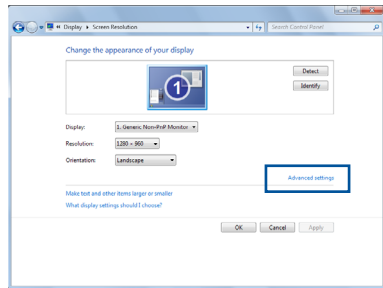 « Display ▸ Screen Resolution
Search Control Panel
Change the appearance of your display
1
Detect
Identify
Display: 1. Generic Non-PnP Monitor
Resolution: 1280 × 960
Orientation: Landscape
Advanced settings
Make text and other items larger or smaller
What display settings should I choose?
OK Cancel Apply